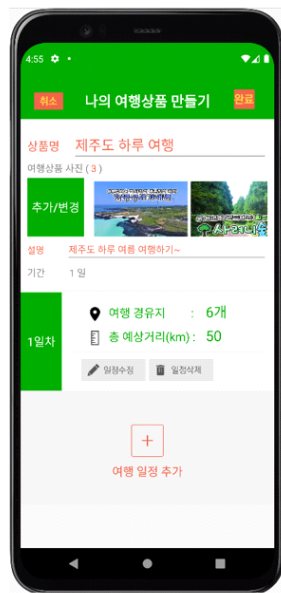 4:55
취소 나의 여행상품 만들기 완료
상품명 제주도 하루 여행
여행상품 사진 ( 3 )
추가/변경
사려니숲
설명 제주도 하루 여름 여행하기~
기간 1 일
1일차
여행 경유지 : 6개
총 예상거리(km) : 50
일정수정 일정삭제
+
여행 일정 추가